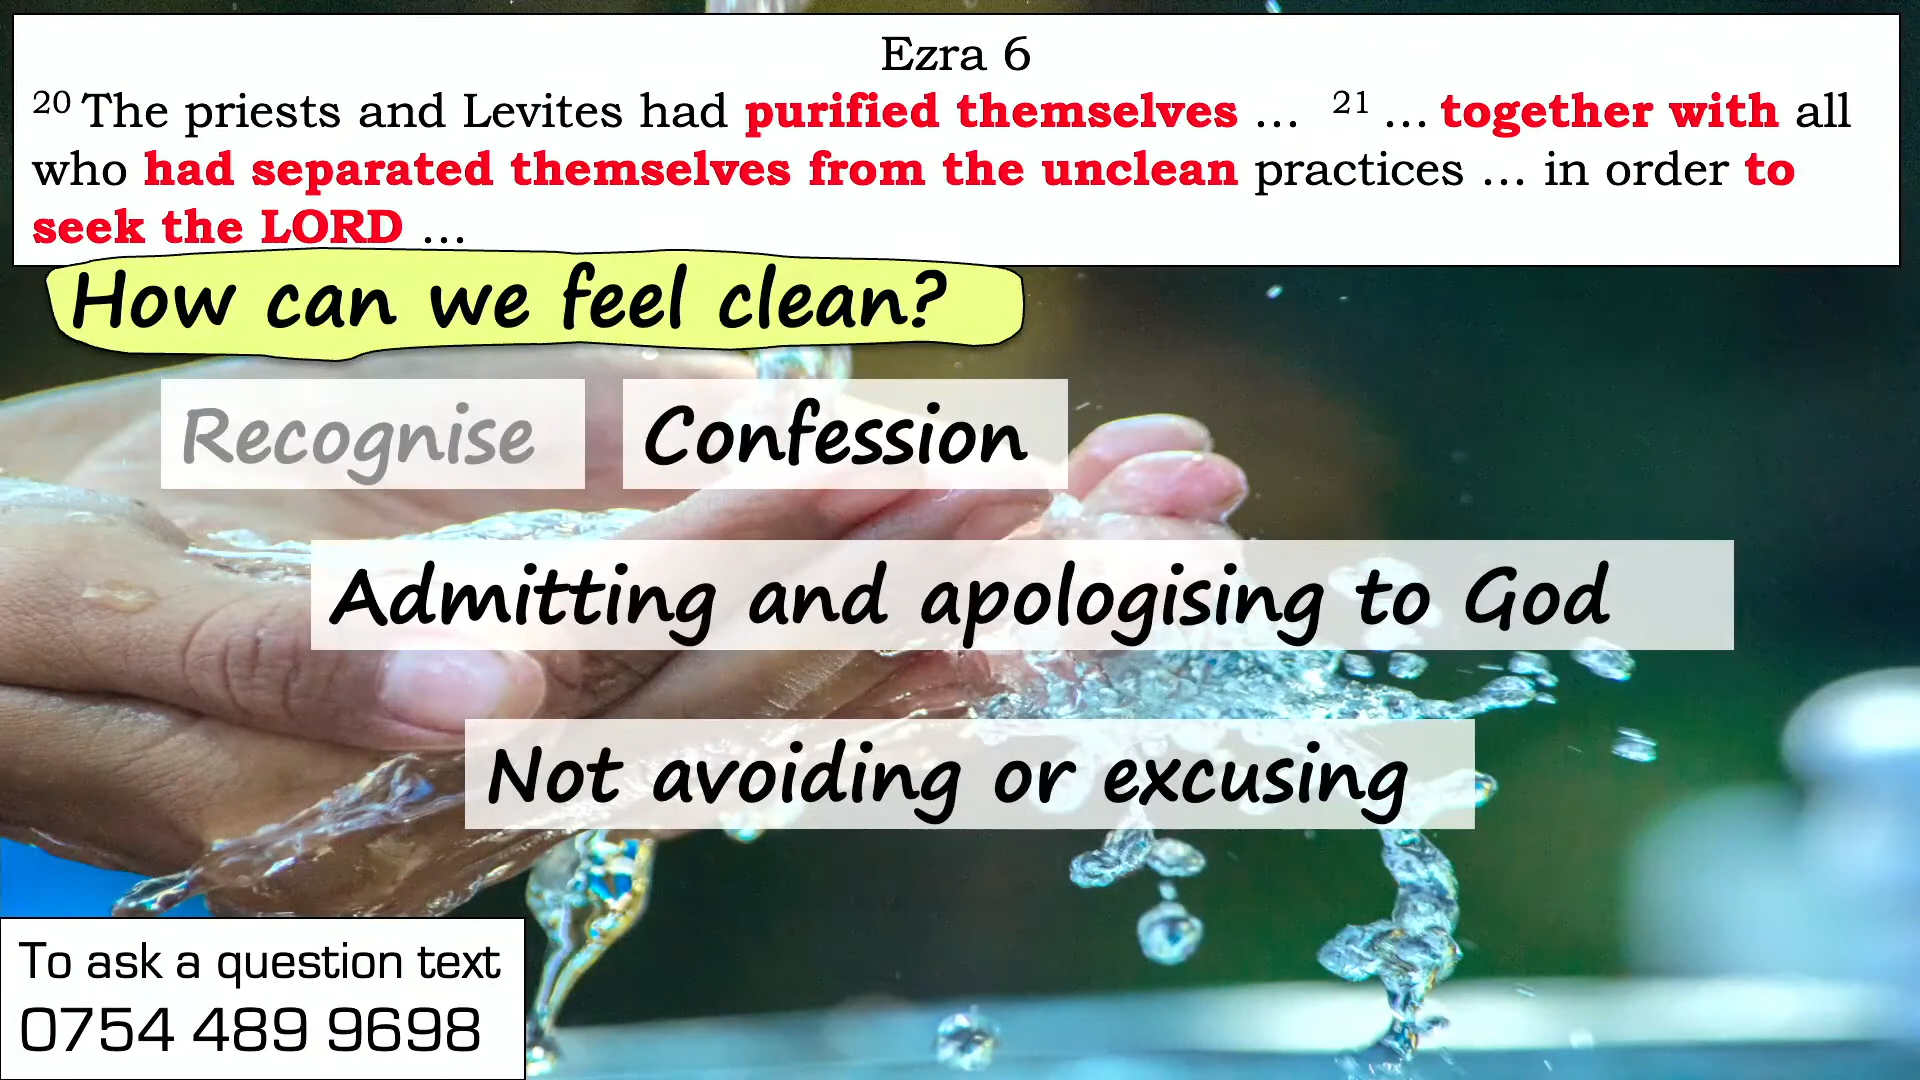 Ezra 6
20 The priests and Levites had purified themselves … 21 … together with all
who had separated themselves from the unclean practices … in order to
seek the LORD …
How can we feel clean?
Recognise Confession
Admitting and apologising to God
Not avoiding or excusing
To ask a question text
0754 489 9698